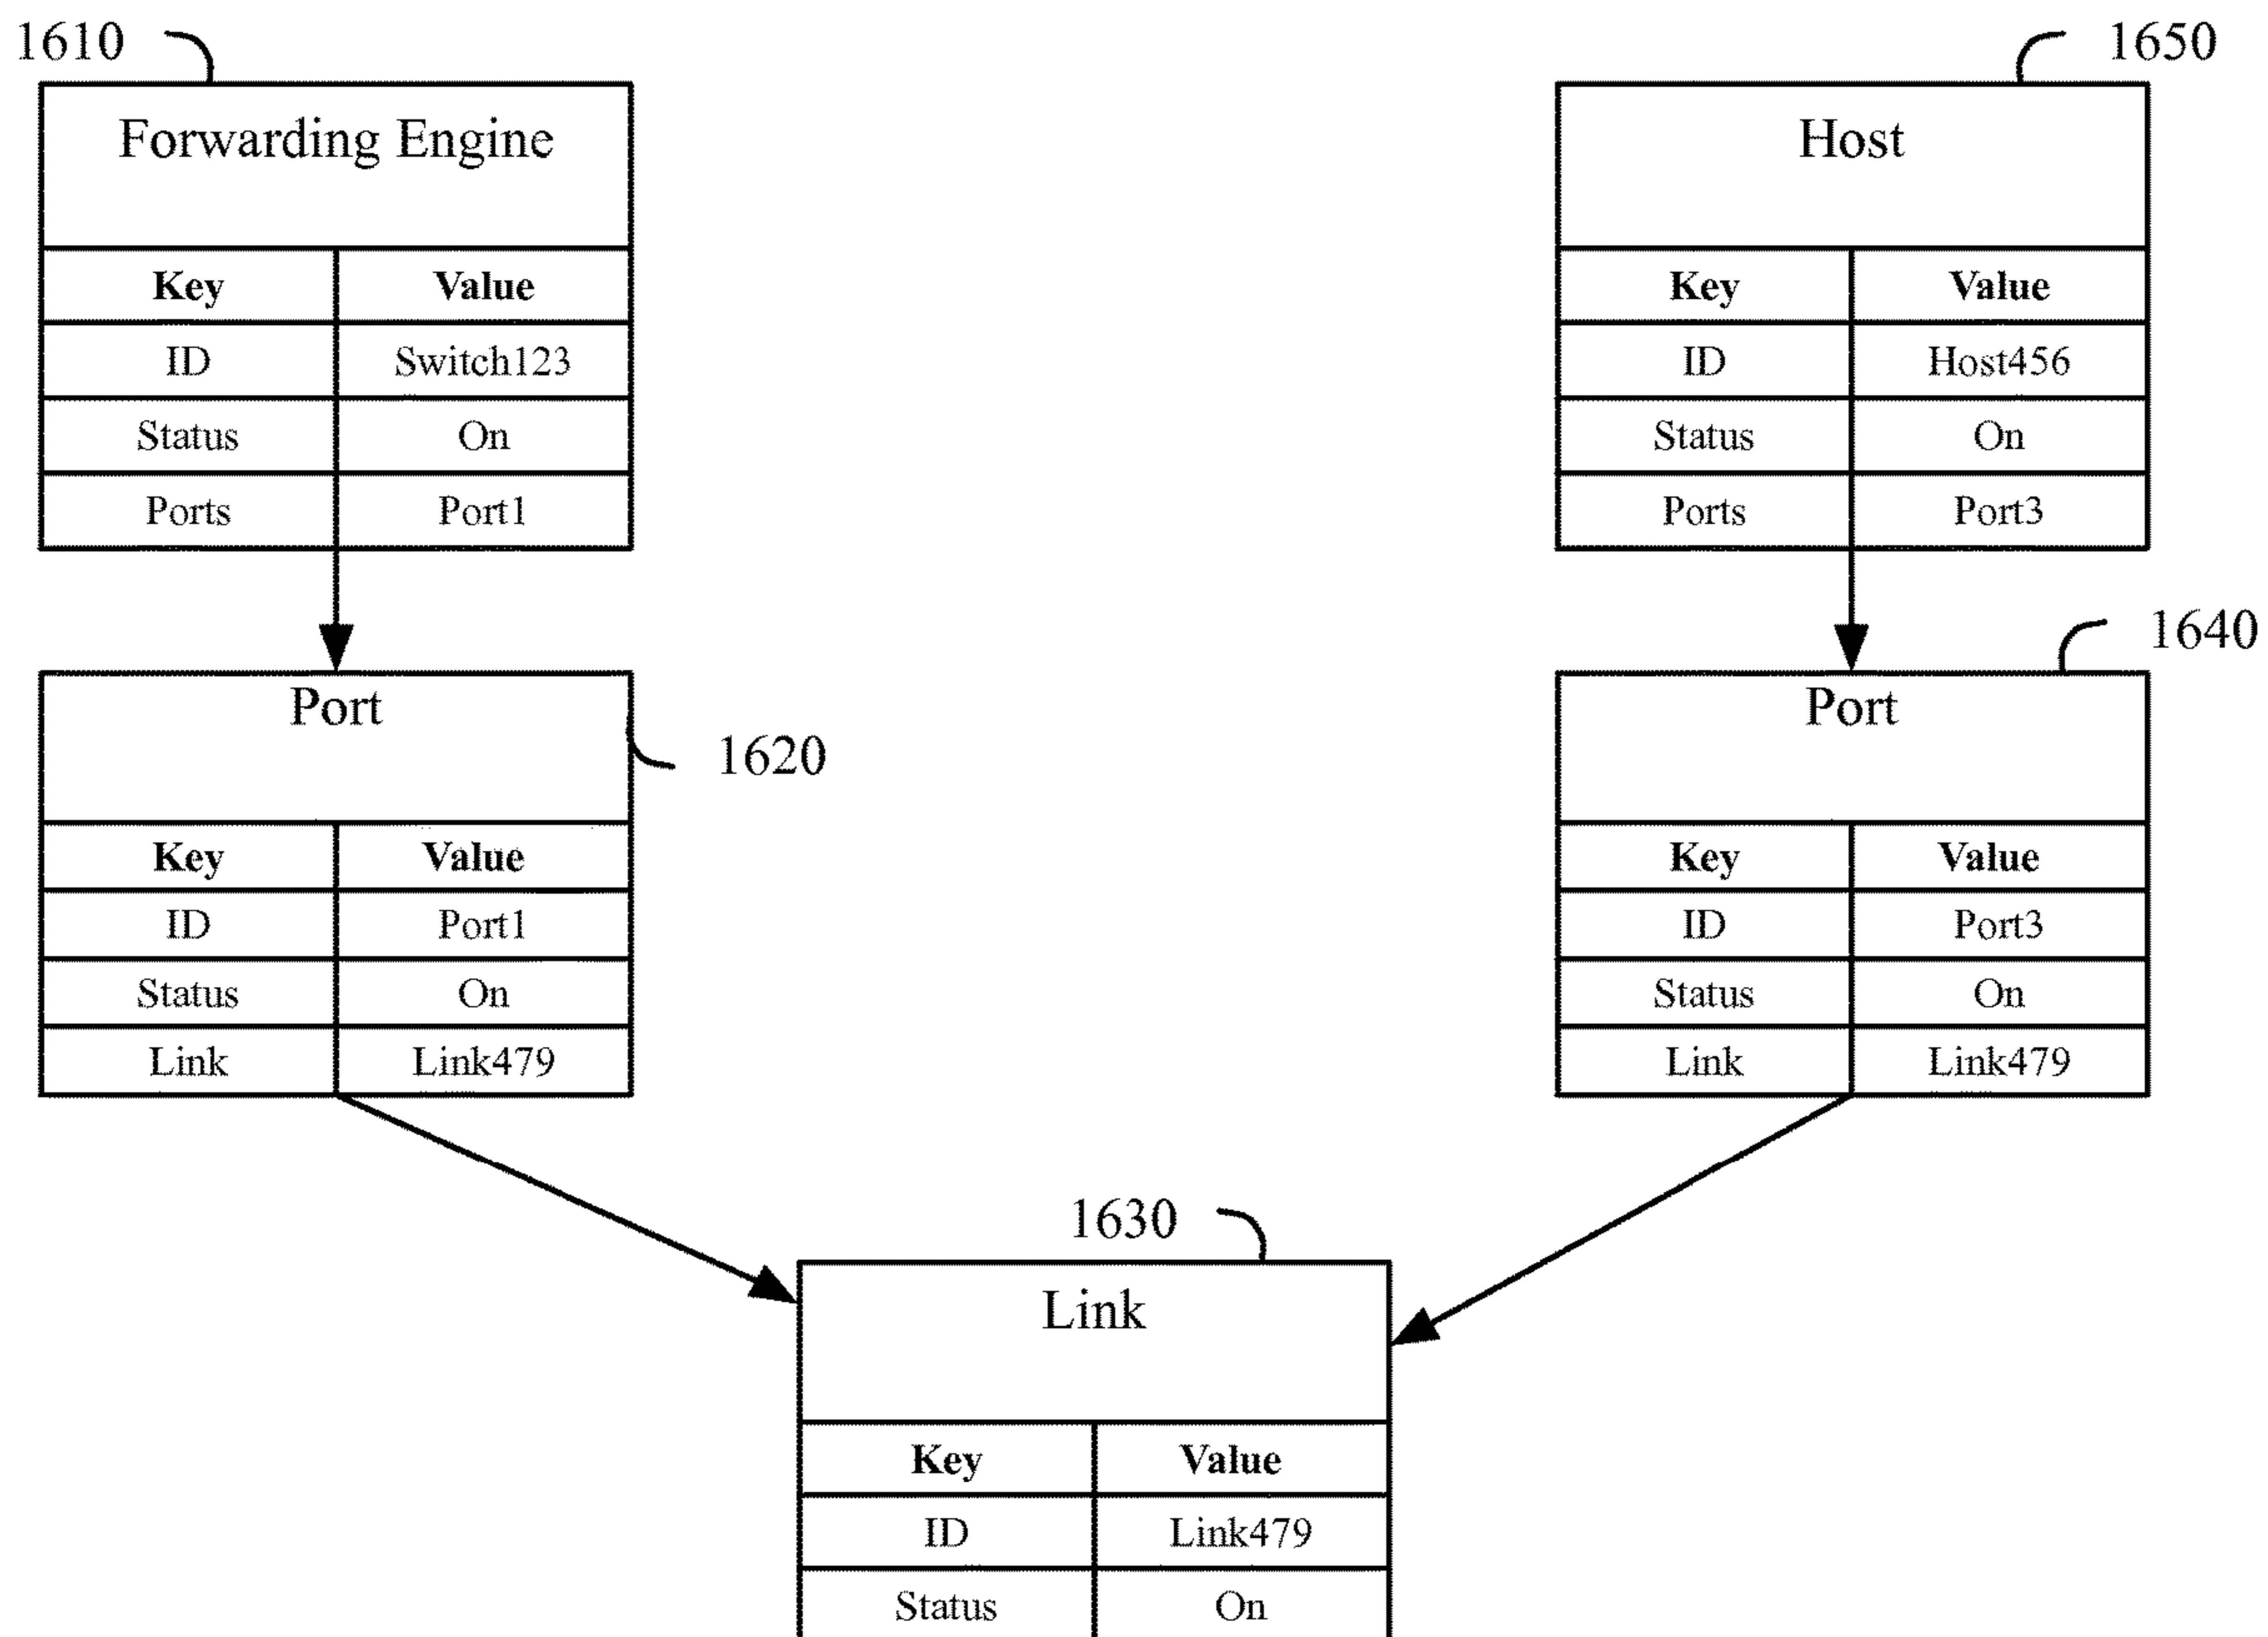 1610
Forwarding Engine
Key Value
ID Switch123
Status On
Ports Port1
1650
Host
Key Value
ID Host456
Status On
Ports Port3
Port
1620
Key Value
ID Port1
Status On
Link Link479
1640
Port
Key Value
ID Port3
Status On
Link Link479
1630
Link
Key Value
ID Link479
Status On